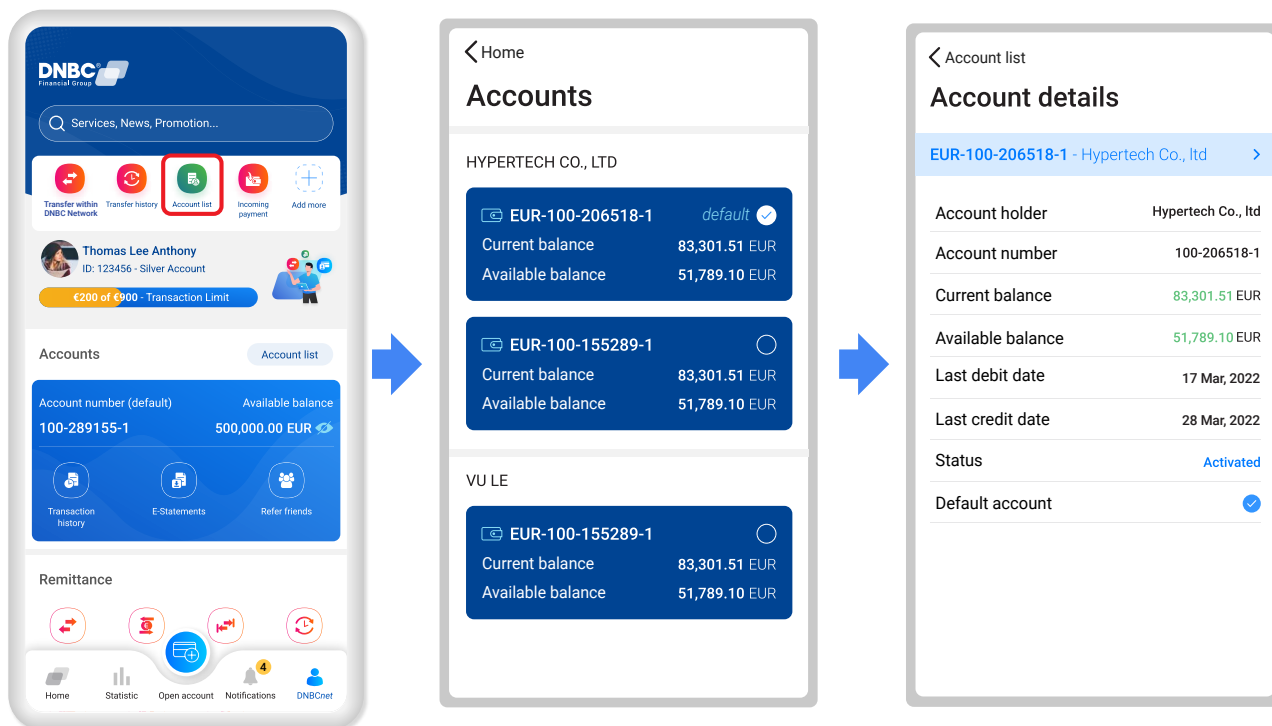 DNBC
Financial Group
Services, News, Promotion...
Transfer within
DNBC Network
Transfer history
Account list
Incoming
payment
Add more
Thomas Lee Anthony
ID: 123456 - Silver Account
€200 of €900 - Transaction Limit
Accounts
Account list
Account number (default)
Available balance
100-289155-1
500,000.00 EUR
Transaction
history
E-Statements
Refer friends
Remittance
Home
Statistic
Open account
4
Notifications
DNBCnet
Home
Accounts
HYPERTECH CO., LTD
EUR-100-206518-1 default
Current balance 83,301.51 EUR
Available balance 51,789.10 EUR
EUR-100-155289-1
Current balance 83,301.51 EUR
Available balance 51,789.10 EUR
VU LE
EUR-100-155289-1
Current balance 83,301.51 EUR
Available balance 51,789.10 EUR
Account list
Account details
EUR-100-206518-1 - Hypertech Co., ltd
Account holder Hypertech Co., ltd
Account number 100-206518-1
Current balance 83,301.51 EUR
Available balance 51,789.10 EUR
Last debit date 17 Mar, 2022
Last credit date 28 Mar, 2022
Status Activated
Default account